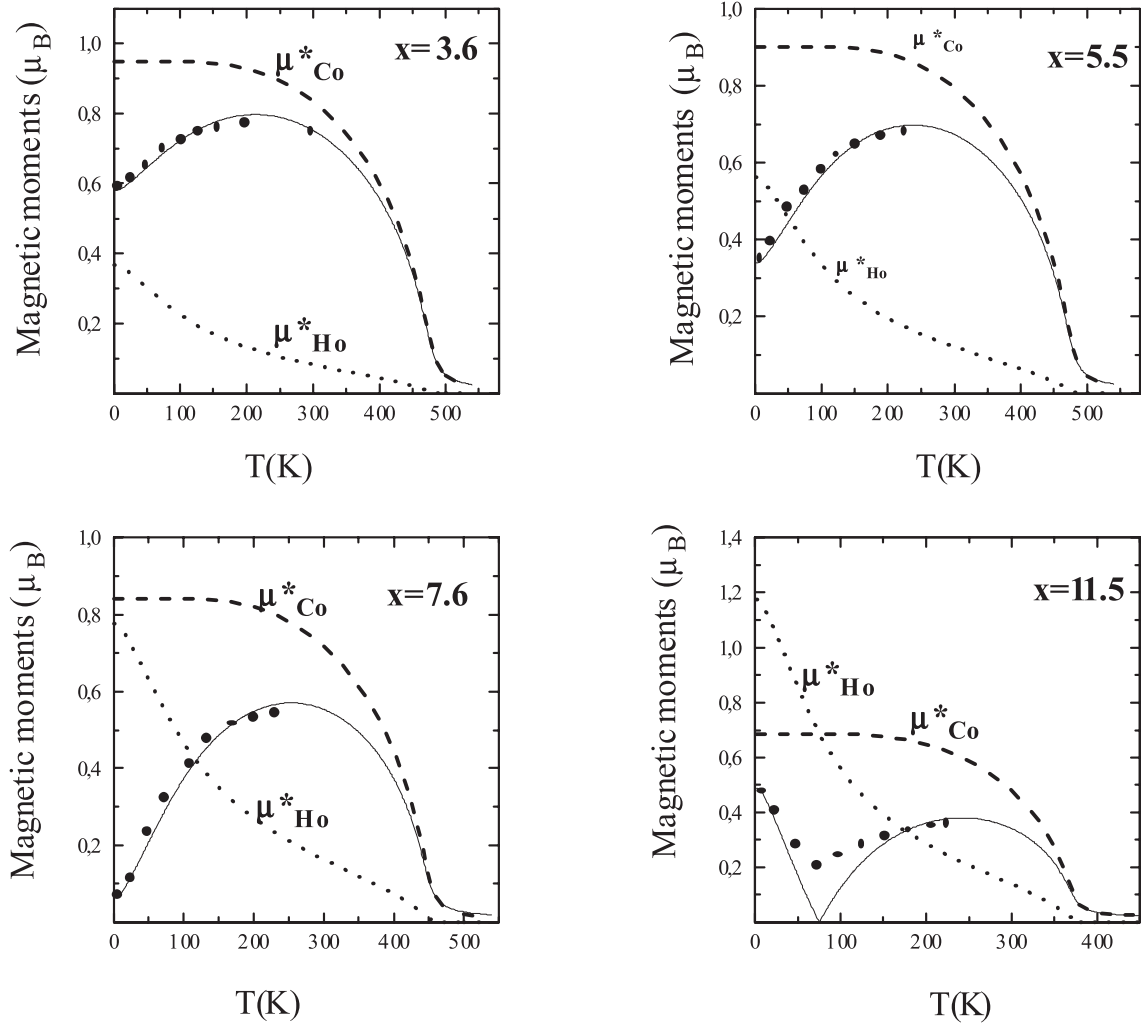 Magnetic moments (μB)
1,0
0,8
0,6
0,4
0,2
x=3.6
μ*Co
μ*Ho
0 100 200 300 400 500
T(K)
Magnetic moments (μB)
1,0
0,8
0,6
0,4
0,2
x=5.5
μ*Co
μ*Ho
0 100 200 300 400 500
T(K)
Magnetic moments (μB)
1,0
0,8
0,6
0,4
0,2
x=7.6
μ*Co
μ*Ho
0 100 200 300 400 500
T(K)
Magnetic moments (μB)
1,4
1,2
1,0
0,8
0,6
0,4
0,2
x=11.5
μ*Ho
μ*Co
0 100 200 300 400
T(K)